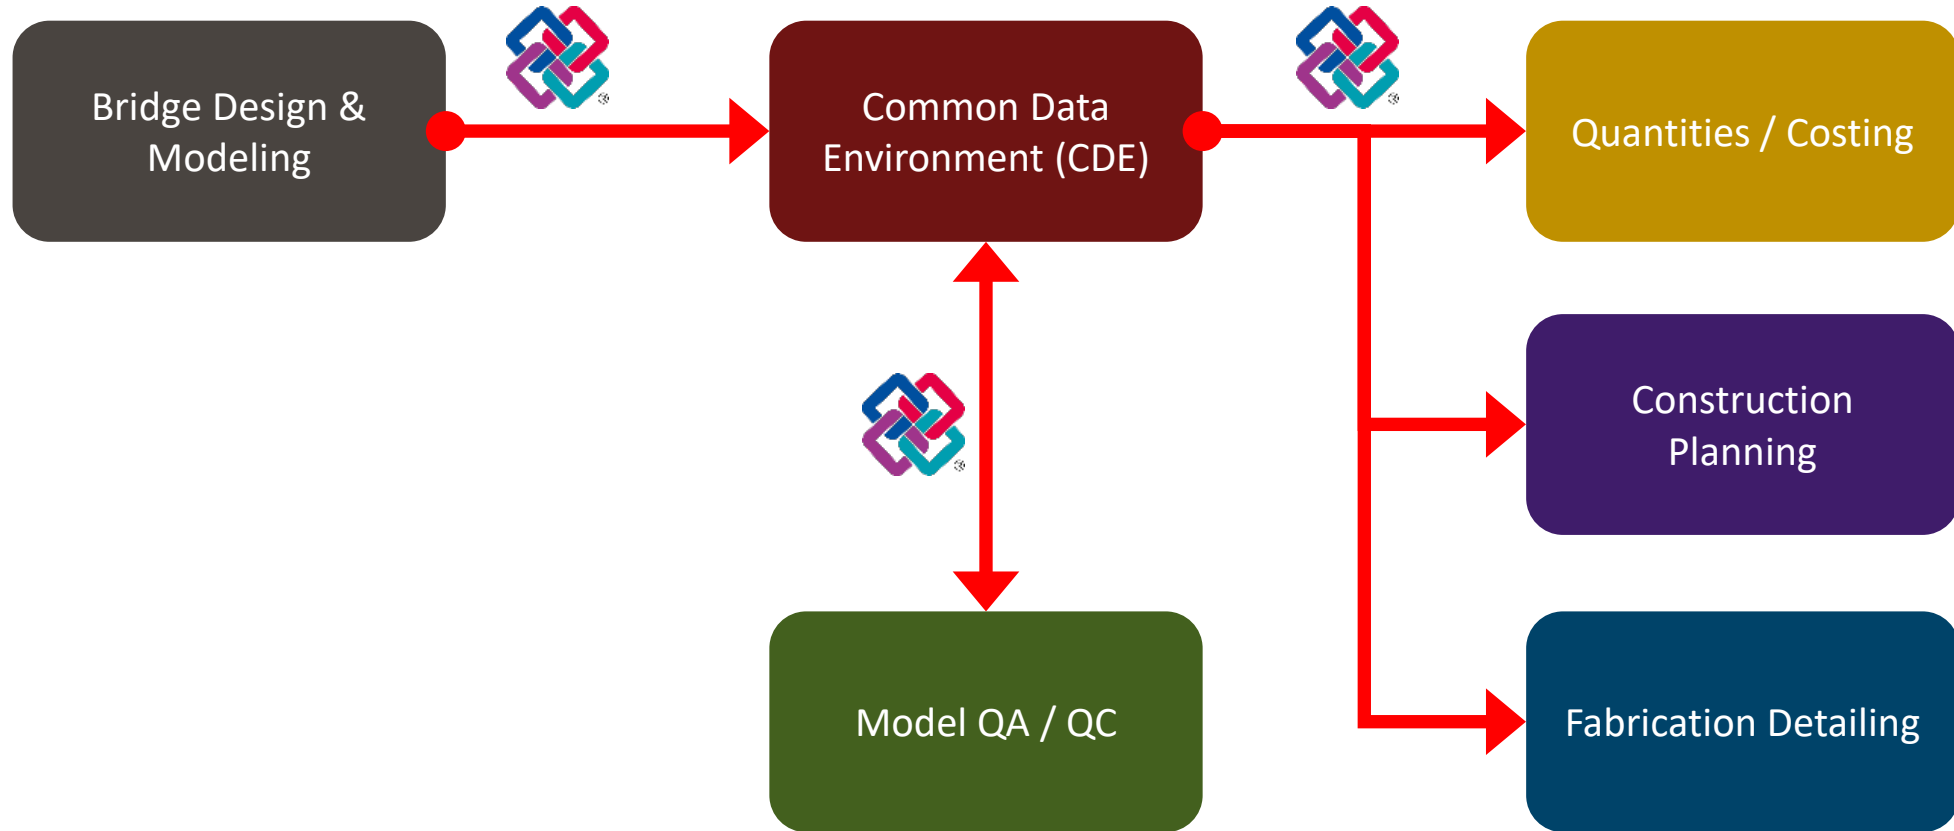 Bridge Design &
Modeling
Common Data
Environment (CDE)
Quantities / Costing
Construction
Planning
Model QA / QC
Fabrication Detailing